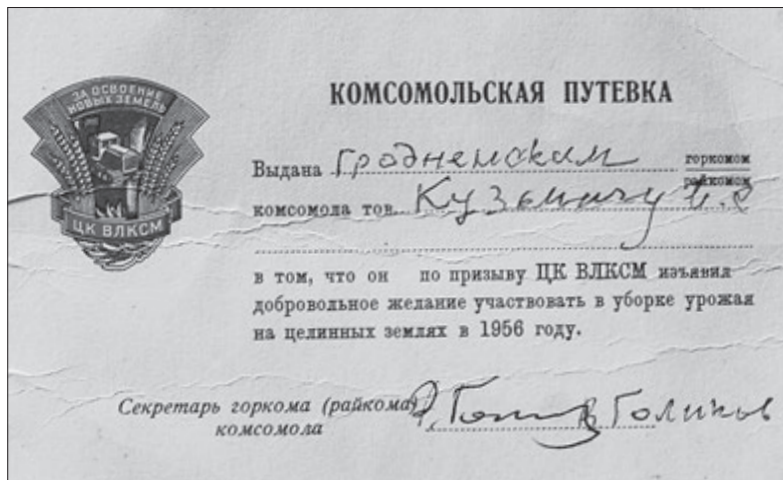 ЗА ОСВОЕНИЕ
НОВЫХ ЗЕМЕЛЬ
ЦК ВЛКСМ
КОМСОМОЛЬСКАЯ ПУТЕВКА
Выдана Гродненским горкомом
райкомом
комсомола тов. Кузьмичу И.С
в том, что он по призыву ЦК ВЛКСМ изъявил
добровольное желание участвовать в уборке урожая
на целинных землях в 1956 году.
Секретарь горкома (райкома)
комсомола
Голиков